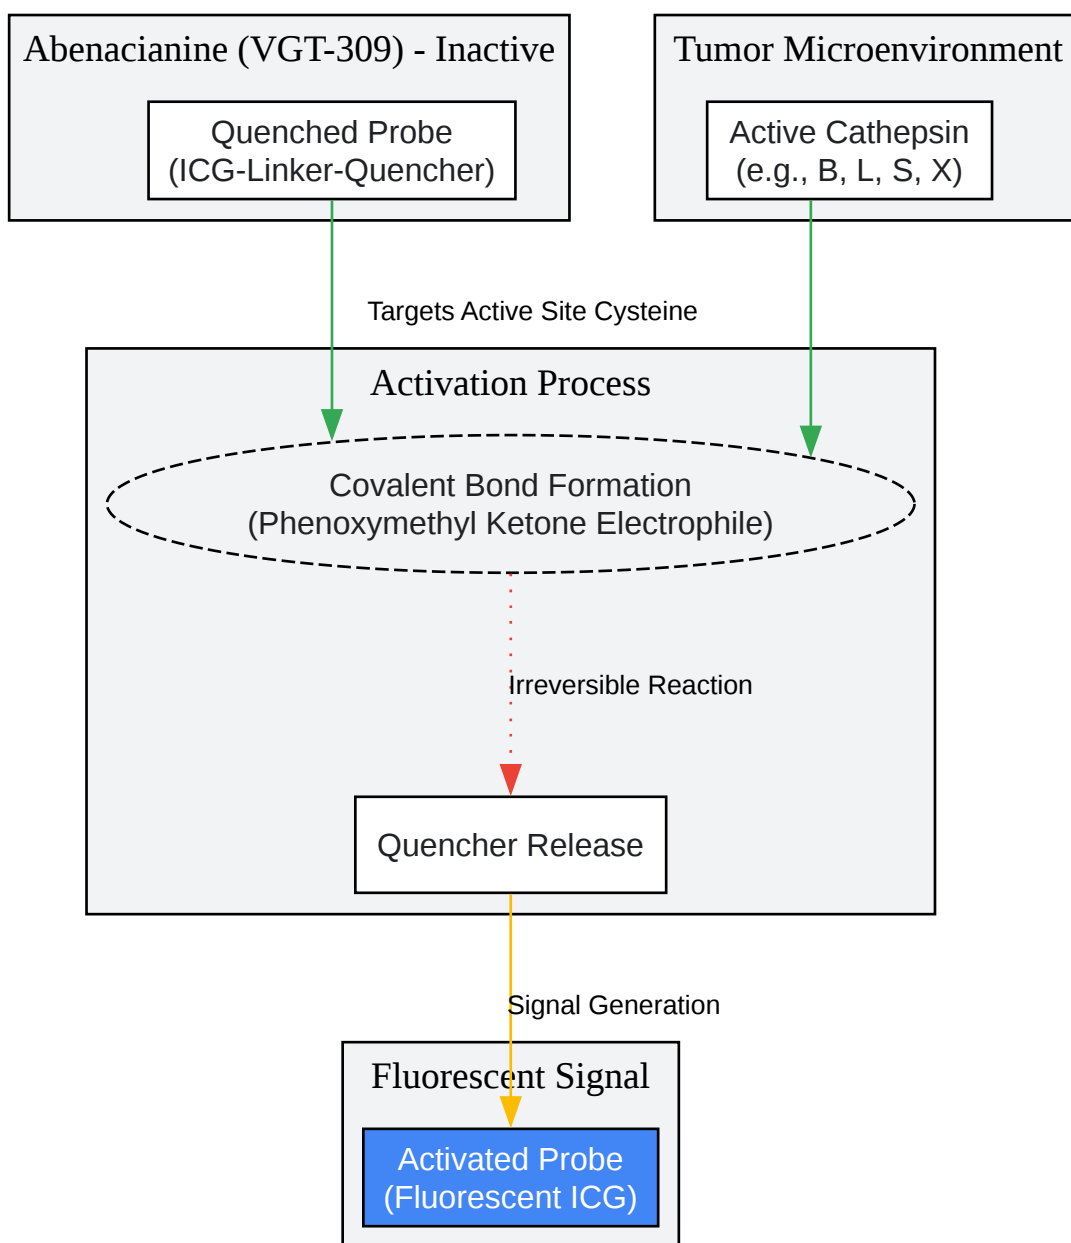 Abenacianine (VGT-309) - Inactive
Quenched Probe
(ICG-Linker-Quencher)
Tumor Microenvironment
Active Cathepsin
(e.g., B, L, S, X)
Targets Active Site Cysteine
Activation Process
Covalent Bond Formation
(Phenoxymethyl Ketone Electrophile)
Irreversible Reaction
Quencher Release
Signal Generation
Fluorescent Signal
Activated Probe
(Fluorescent ICG)